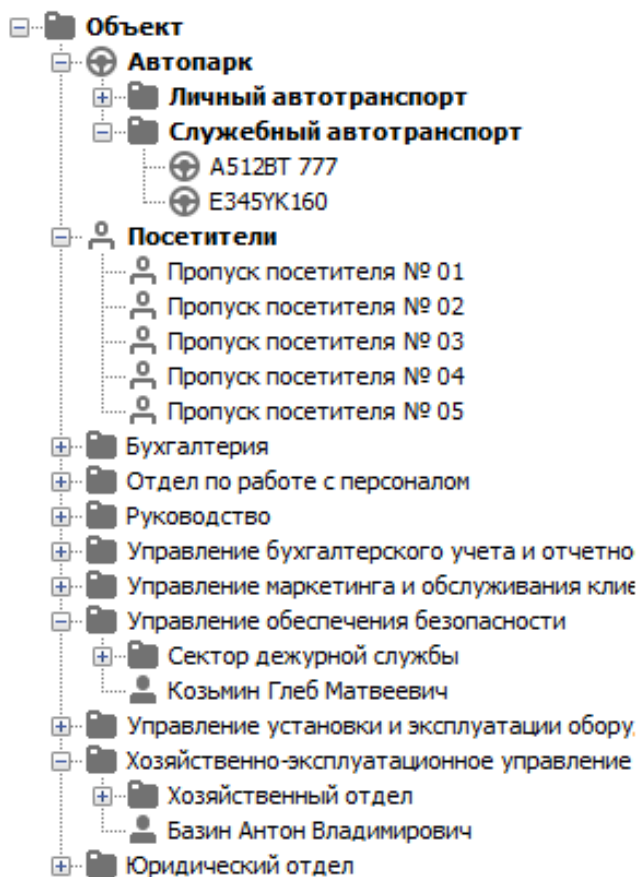 Объект
Автопарк
Личный автотранспорт
Служебный автотранспорт
А512ВТ 777
E345YK160
Посетители
Пропуск посетителя № 01
Пропуск посетителя № 02
Пропуск посетителя № 03
Пропуск посетителя № 04
Пропуск посетителя № 05
Бухгалтерия
Отдел по работе с персоналом
Руководство
Управление бухгалтерского учета и отчетно
Управление маркетинга и обслуживания клие
Управление обеспечения безопасности
Сектор дежурной службы
Козьмин Глеб Матвеевич
Управление установки и эксплуатации обору
Хозяйственно-эксплуатационное управление
Хозяйственный отдел
Базин Антон Владимирович
Юридический отдел